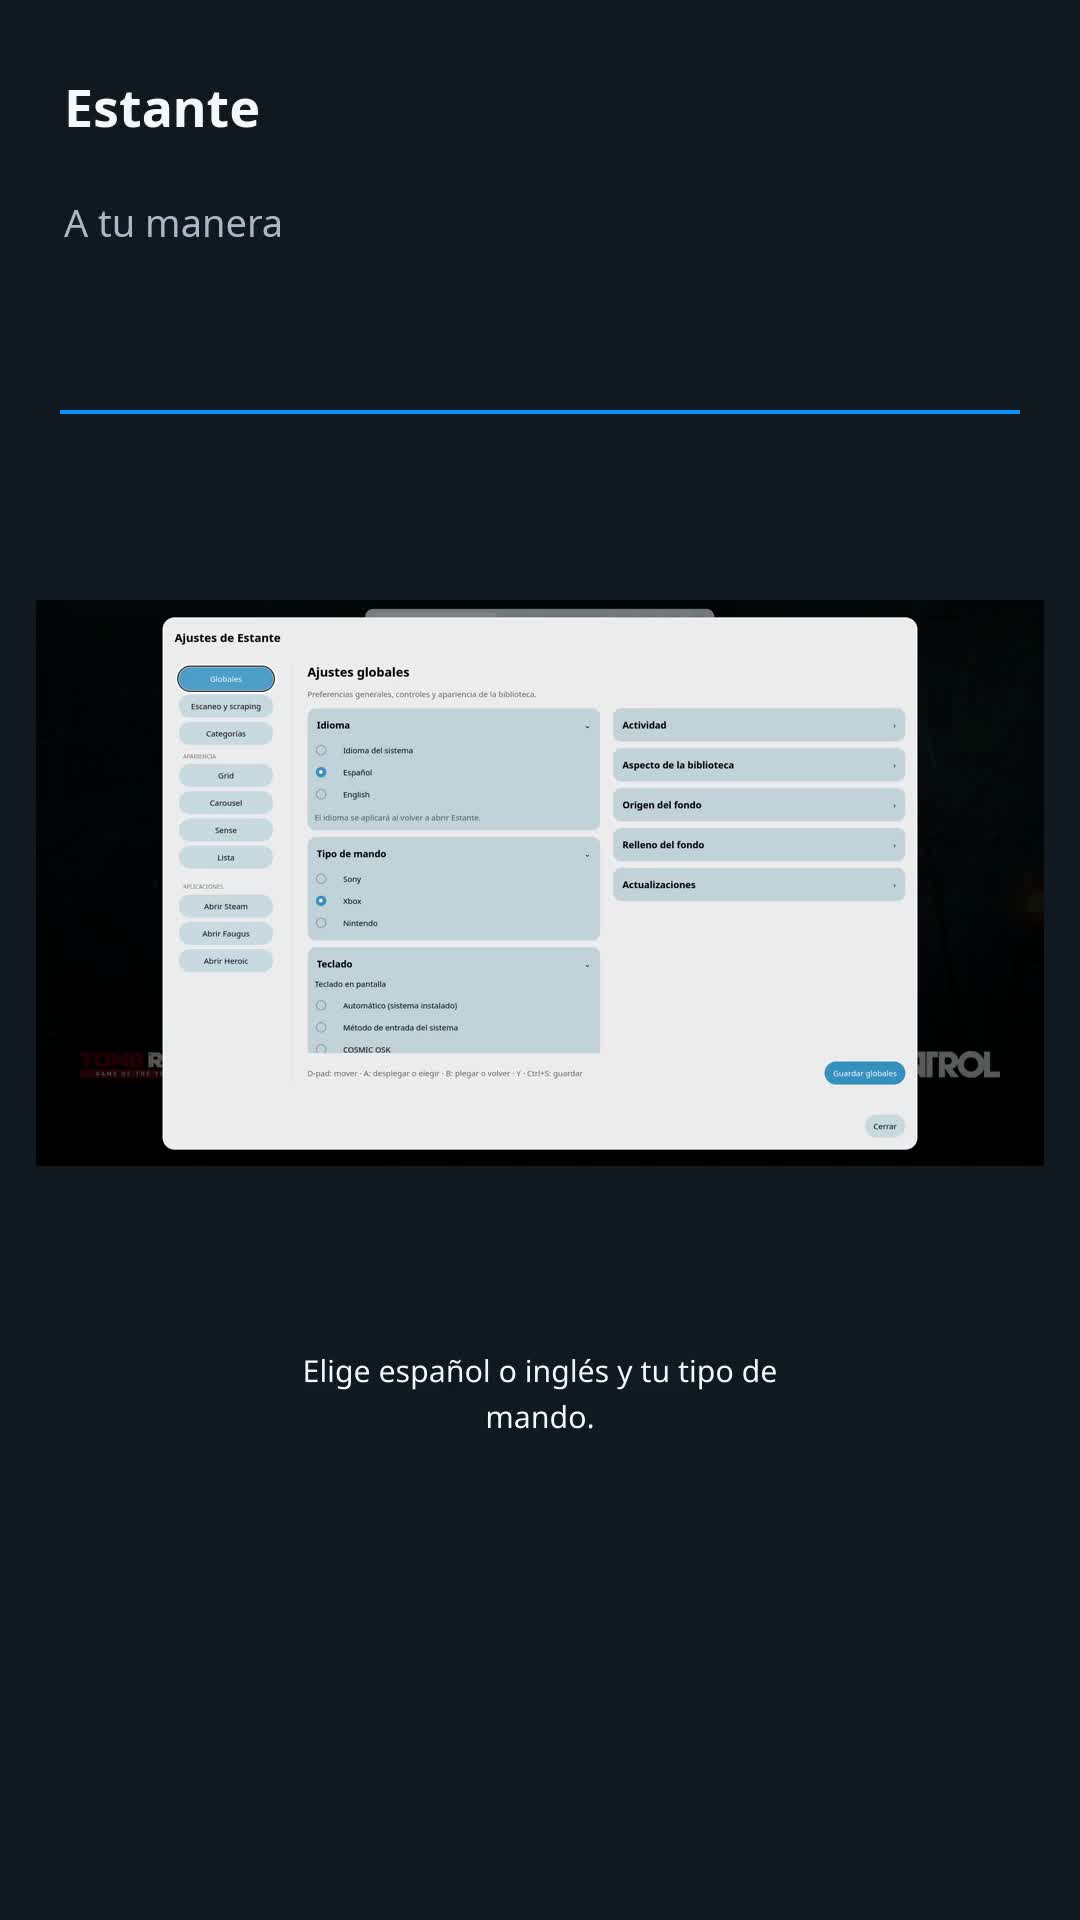 Estante
A tu manera
Ajustes de Estante
Globales
Escaneo y scraping
Categorías
APARIENCIA
Grid
Carousel
Sense
Lista
APLICACIONES
Abrir Steam
Abrir Faugus
Abrir Heroic
Ajustes globales
Preferencias generales, controles y apariencia de la biblioteca.
Idioma
Idioma del sistema
Español
English
El idioma se aplicará al volver a abrir Estante.
Tipo de mando
Sony
Xbox
Nintendo
Teclado
Teclado en pantalla
Automático (sistema instalado)
Método de entrada del sistema
COSMIC OSK
Actividad
Aspecto de la biblioteca
Origen del fondo
Relleno del fondo
Actualizaciones
D-pad: mover · A: desplegar o elegir · B: plegar o volver · Y · Ctrl+S: guardar
Guardar globales
Cerrar
TOMB R
GAME OF THE
Elige español o inglés y tu tipo de
mando.